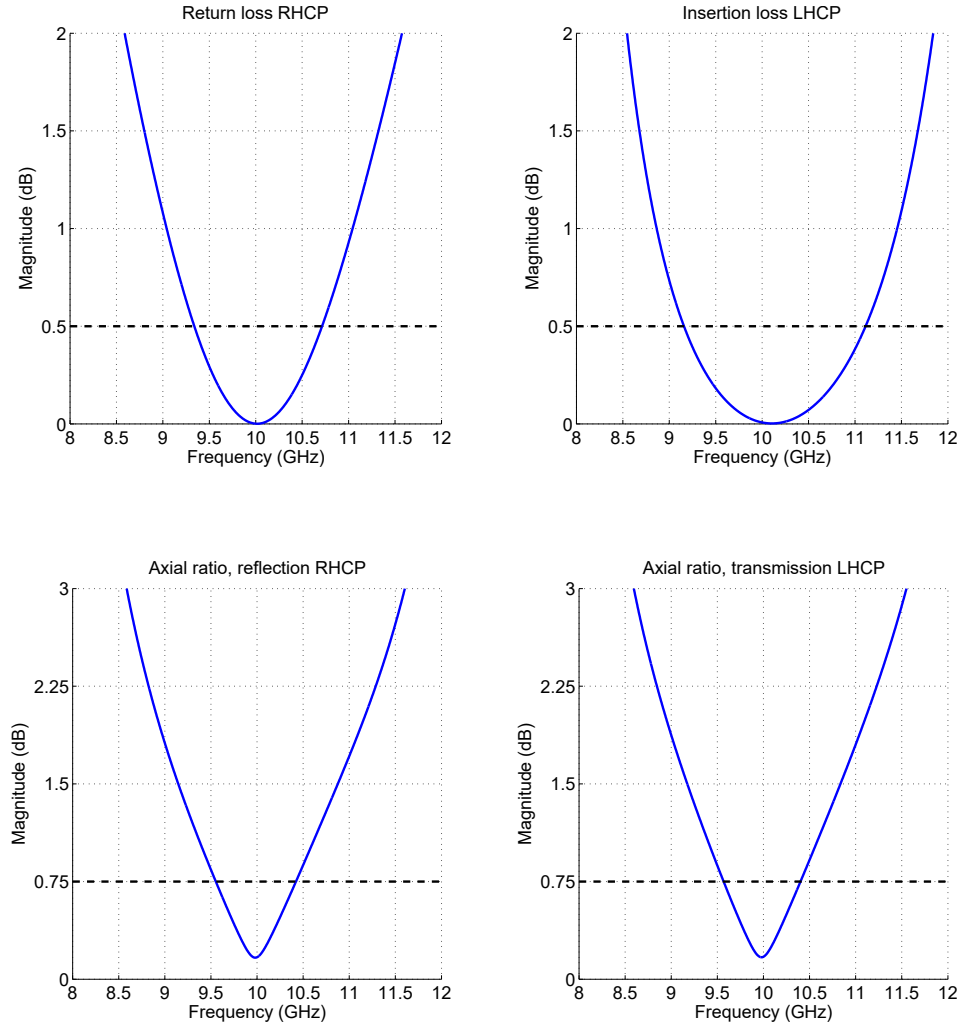 Return loss RHCP
2
1.5
1
0.5
0
8 8.5 9 9.5 10 10.5 11 11.5 12
Magnitude (dB)
Frequency (GHz)
Insertion loss LHCP
2
1.5
1
0.5
0
8 8.5 9 9.5 10 10.5 11 11.5 12
Magnitude (dB)
Frequency (GHz)
Axial ratio, reflection RHCP
3
2.25
1.5
0.75
0
8 8.5 9 9.5 10 10.5 11 11.5 12
Magnitude (dB)
Frequency (GHz)
Axial ratio, transmission LHCP
3
2.25
1.5
0.75
0
8 8.5 9 9.5 10 10.5 11 11.5 12
Magnitude (dB)
Frequency (GHz)